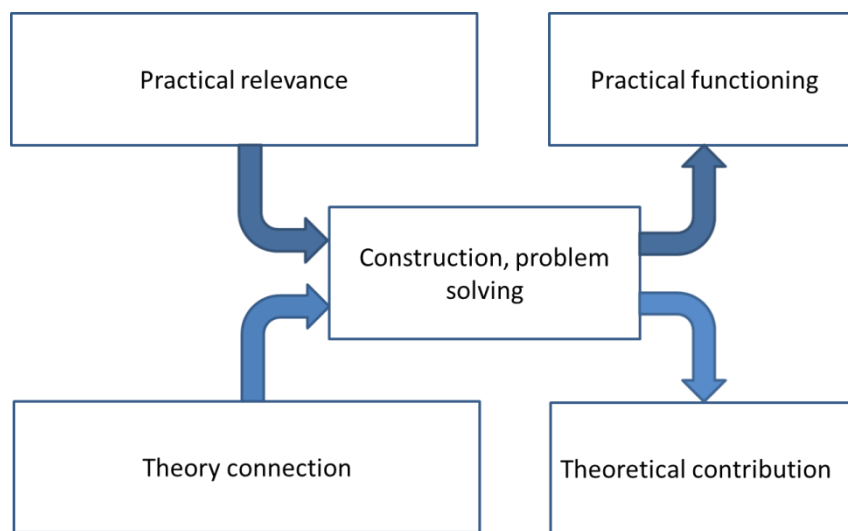 Practical relevance
Practical functioning
Construction, problem
solving
Theory connection
Theoretical contribution